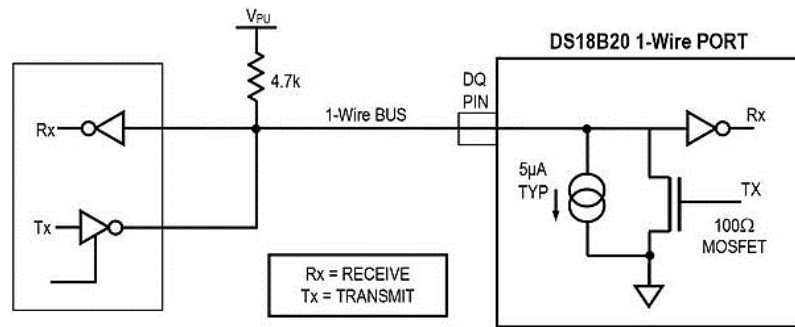 VPU
4.7k
Rx
1-Wire BUS
Tx
Rx = RECEIVE
Tx = TRANSMIT
DS18B20 1-Wire PORT
DQ
PIN
Rx
5µA
TYP
TX
100Ω
MOSFET